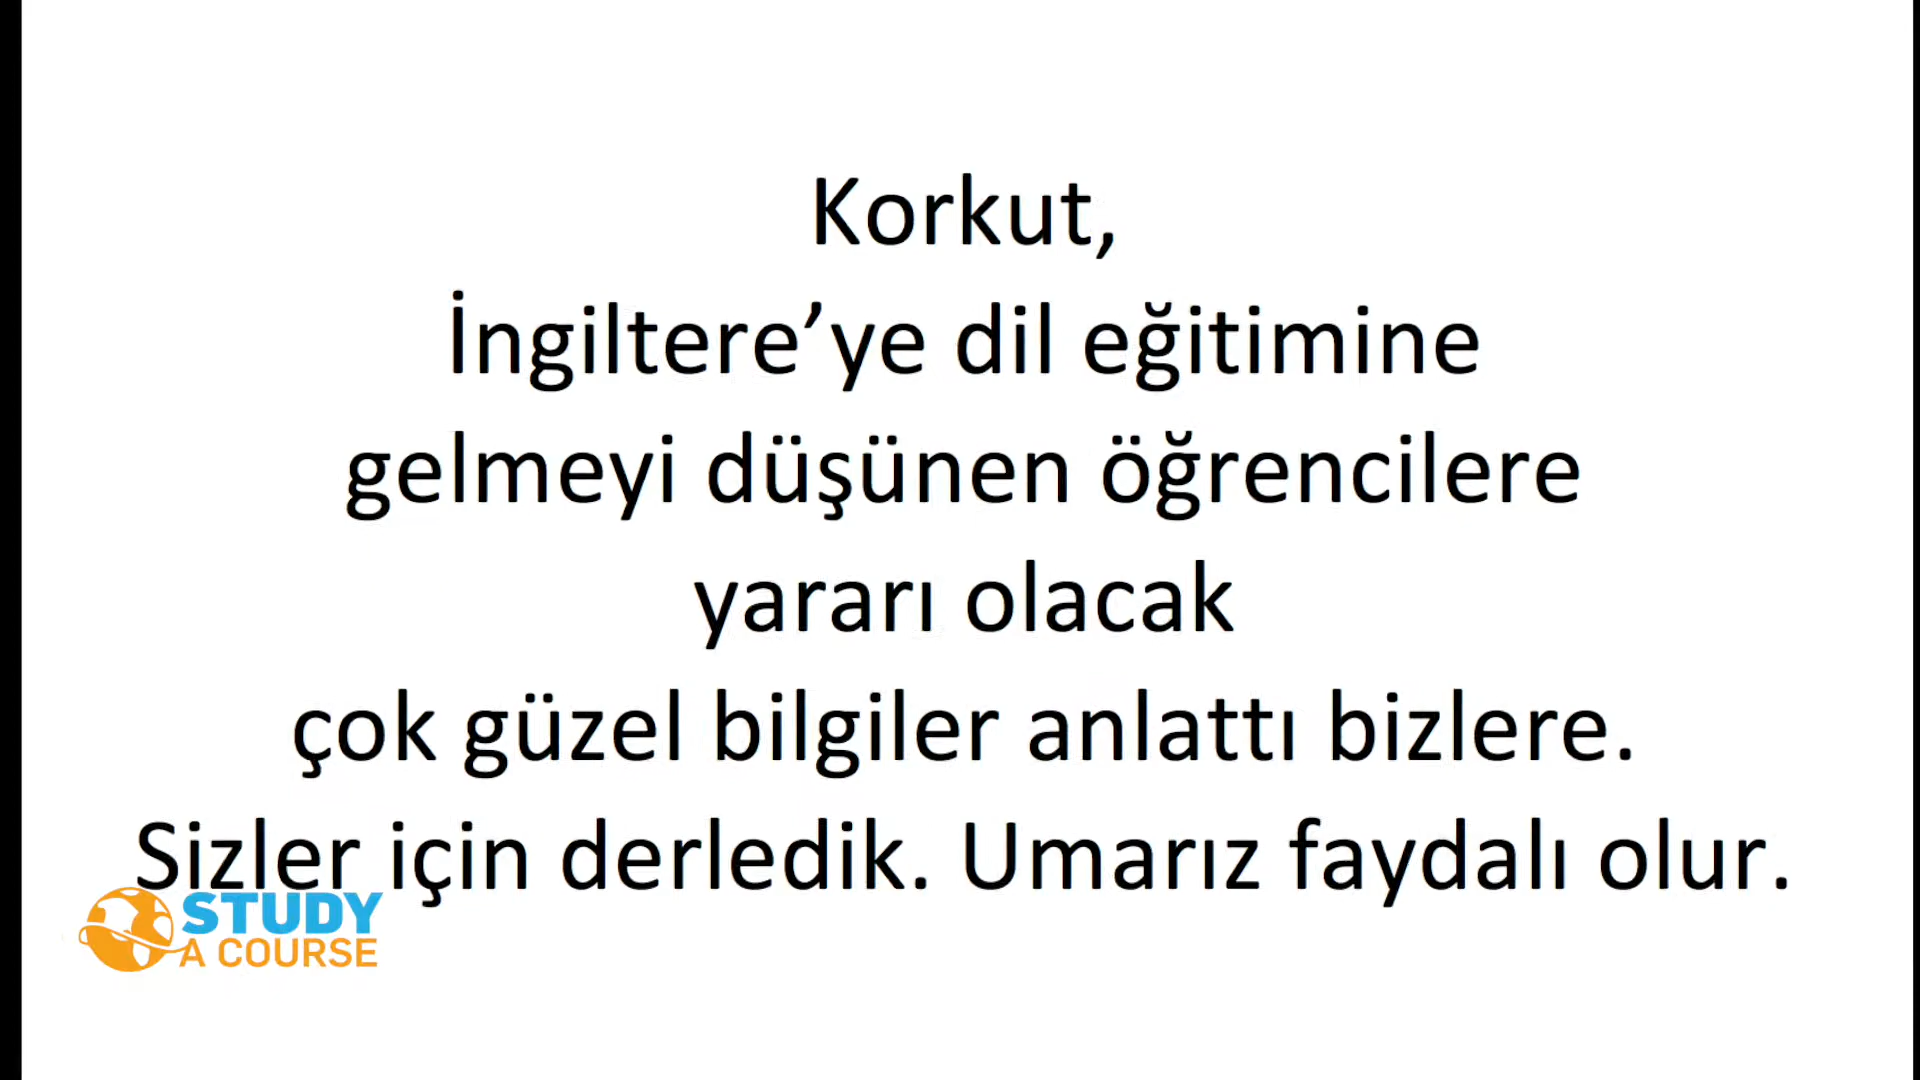 Korkut,
İngiltere’ye dil eğitimine
gelmeyi düşünen öğrencilere
yararı olacak
çok güzel bilgiler anlattı bizlere.
Sizler için derledik. Umarız faydalı olur.
STUDY
A COURSE